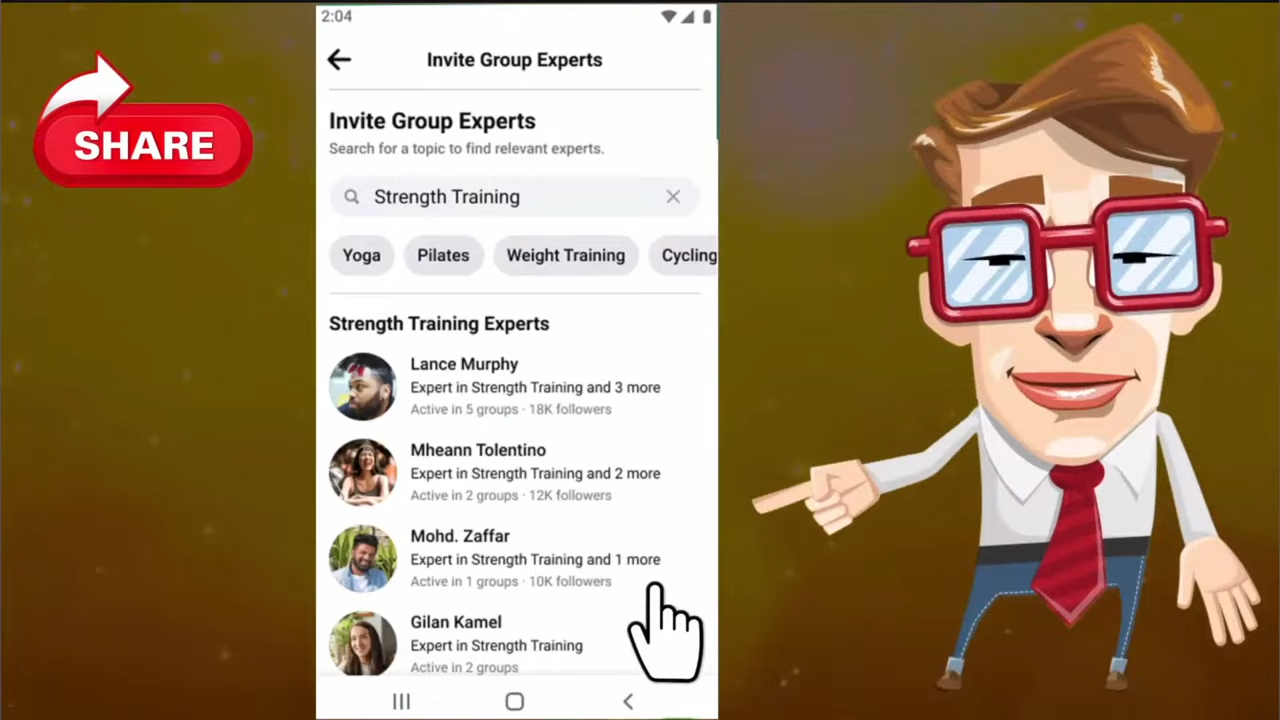 2:04
SHARE
Invite Group Experts
Invite Group Experts
Search for a topic to find relevant experts.
Strength Training
Yoga
Pilates
Weight Training
Cycling
Strength Training Experts
Lance Murphy
Expert in Strength Training and 3 more
Active in 5 groups · 18K followers
Mheann Tolentino
Expert in Strength Training and 2 more
Active in 2 groups · 12K followers
Mohd. Zaffar
Expert in Strength Training and 1 more
Active in 1 groups · 10K followers
Gilan Kamel
Expert in Strength Training
Active in 2 groups